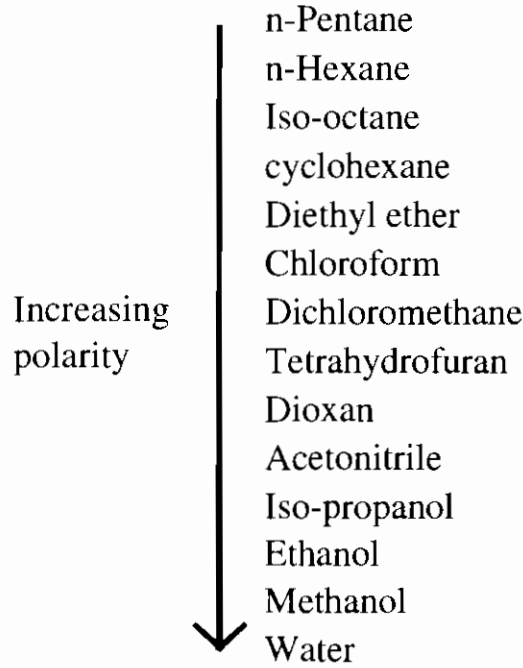 n-Pentane
n-Hexane
Iso-octane
cyclohexane
Diethyl ether
Chloroform
Increasing
polarity
Dichloromethane
Tetrahydrofuran
Dioxan
Acetonitrile
Iso-propanol
Ethanol
Methanol
Water